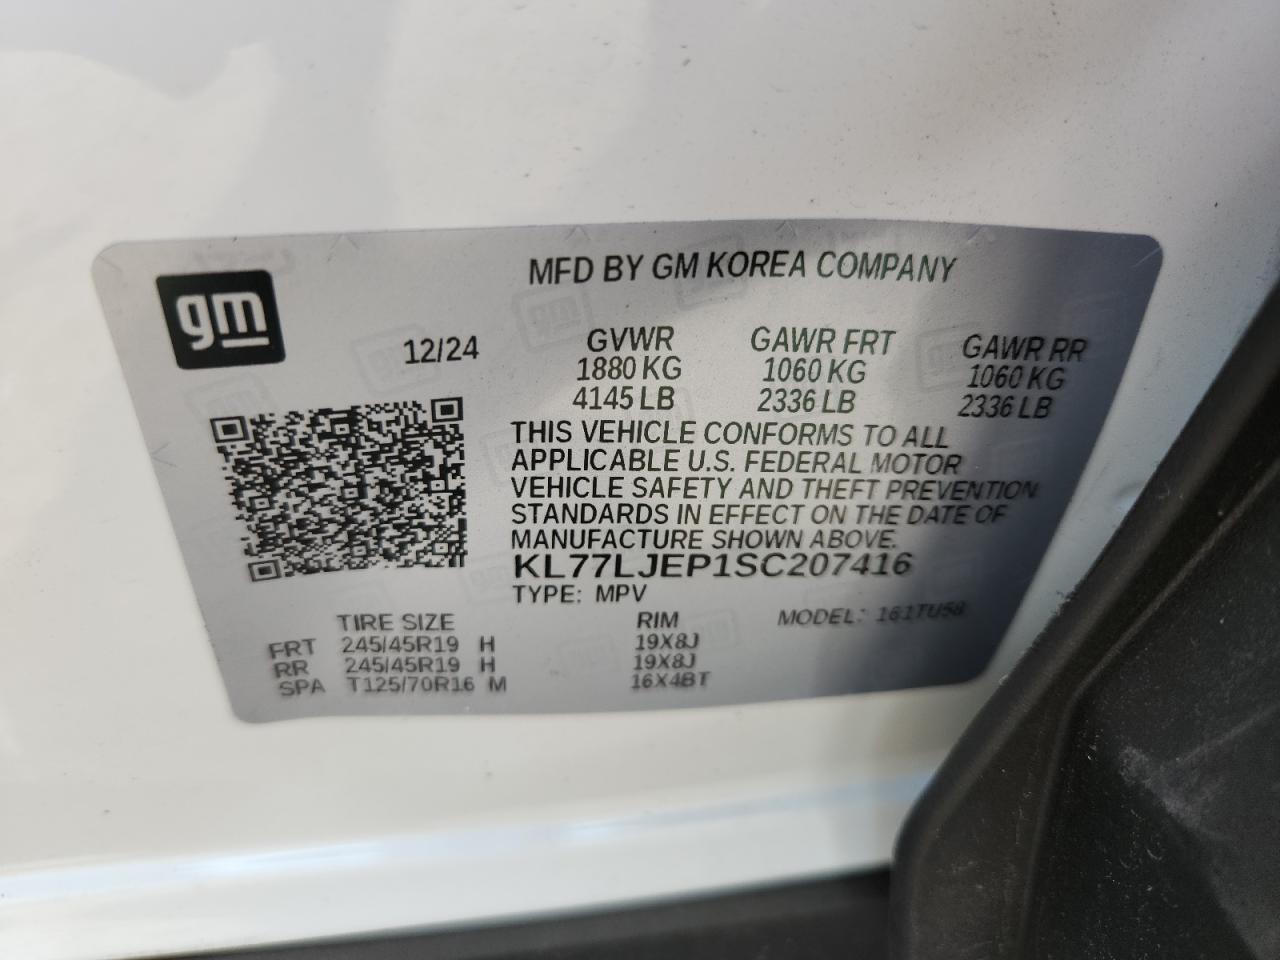 gm
MFD BY GM KOREA COMPANY
12/24
GVWR GAWR FRT GAWR RR
1880 KG 1060 KG 1060 KG
4145 LB 2336 LB 2336 LB
THIS VEHICLE CONFORMS TO ALL
APPLICABLE U.S. FEDERAL MOTOR
VEHICLE SAFETY AND THEFT PREVENTION
STANDARDS IN EFFECT ON THE DATE OF
MANUFACTURE SHOWN ABOVE.
KL77LJEP1SC207416
TYPE: MPV
MODEL: 161TU58
TIRE SIZE RIM
FRT 245/45R19 H 19X8J
RR 245/45R19 H 19X8J
SPA T125/70R16 M 16X4BT